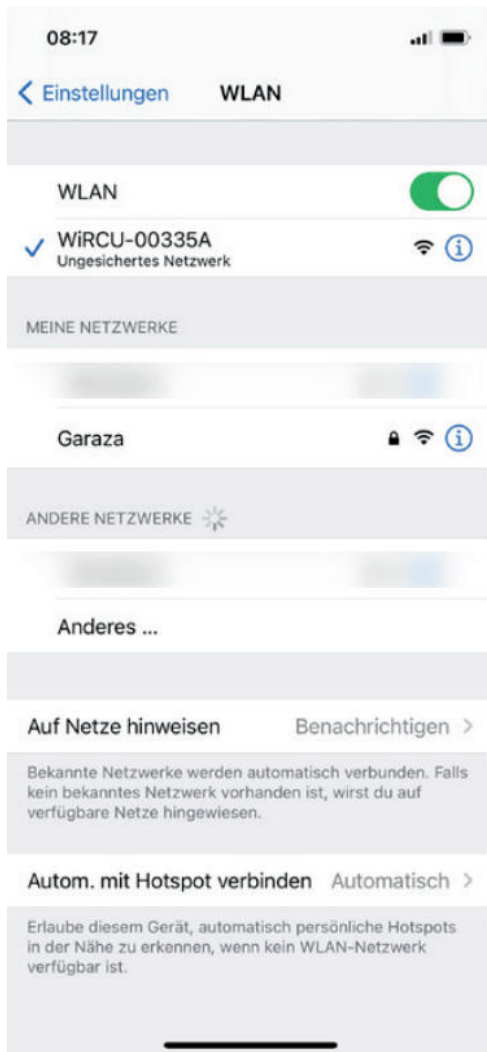 08:17
Einstellungen WLAN
WLAN
WiRCU-00335A
Ungesichertes Netzwerk
MEINE NETZWERKE
Garaza
ANDERE NETZWERKE
Anderes ...
Auf Netze hinweisen Benachrichtigen
Bekannte Netzwerke werden automatisch verbunden. Falls
kein bekanntes Netzwerk vorhanden ist, wirst du auf
verfügbare Netze hingewiesen.
Autom. mit Hotspot verbinden Automatisch
Erlaube diesem Gerät, automatisch persönliche Hotspots
in der Nähe zu erkennen, wenn kein WLAN-Netzwerk
verfügbar ist.